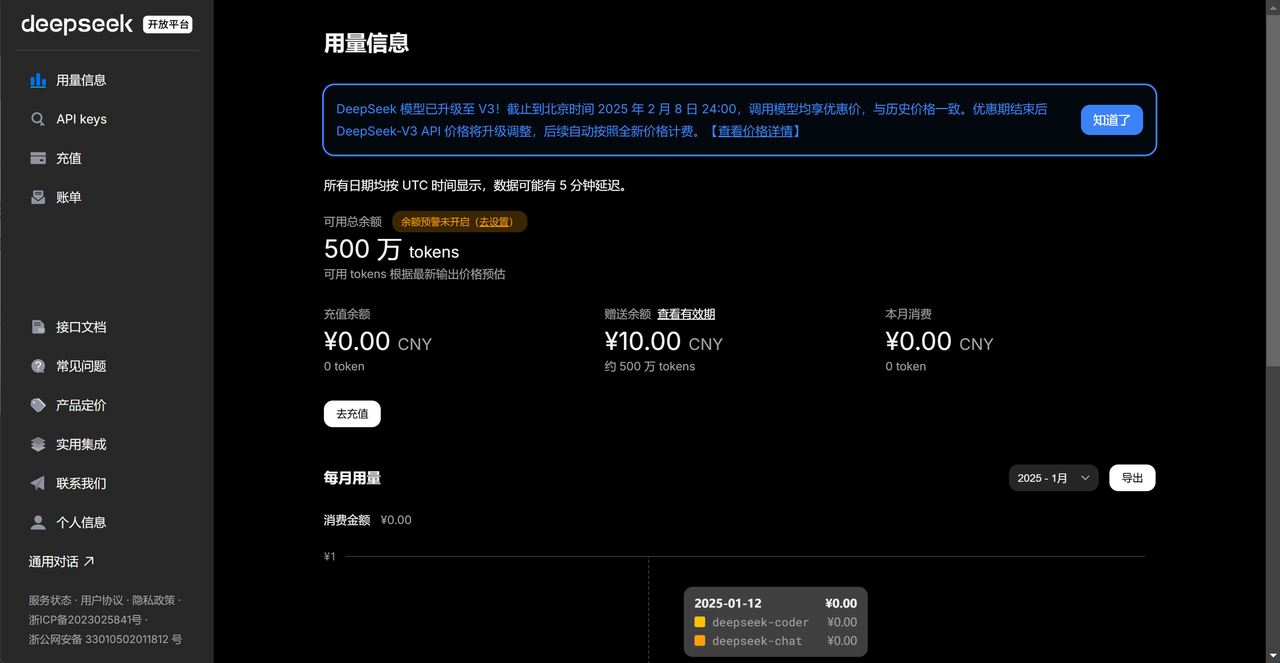 deepseek 开放平台
用量信息
API keys
充值
账单
接口文档
常见问题
产品定价
实用集成
联系我们
个人信息
通用对话
服务状态 · 用户协议 · 隐私政策 ·
浙ICP备2023025841号 ·
浙公网安备 33010502011812 号
用量信息
DeepSeek 模型已升级至 V3！截止到北京时间 2025 年 2 月 8 日 24:00，调用模型均享优惠价，与历史价格一致。优惠期结束后
DeepSeek-V3 API 价格将升级调整，后续自动按照全新价格计费。【查看价格详情】
知道了
所有日期均按 UTC 时间显示，数据可能有 5 分钟延迟。
可用总余额 余额预警未开启（去设置）
500 万 tokens
可用 tokens 根据最新输出价格预估
充值余额 赠送余额 查看有效期 本月消费
¥0.00 CNY ¥10.00 CNY ¥0.00 CNY
0 token 约 500 万 tokens 0 token
去充值
每月用量 2025 - 1月 导出
消费金额 ¥0.00
¥1
2025-01-12 ¥0.00
deepseek-coder ¥0.00
deepseek-chat ¥0.00